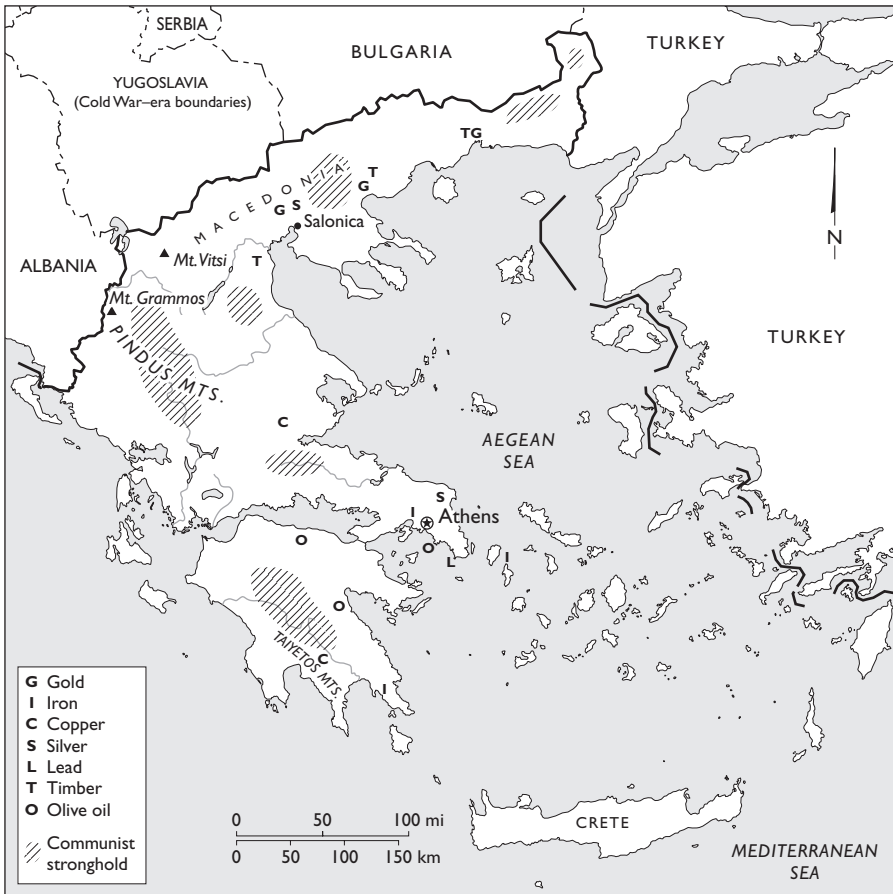 SERBIA
BULGARIA
TURKEY
YUGOSLAVIA
(Cold War–era boundaries)
TG
MACEDONIA
T
G
G S
Salonica
N
ALBANIA
Mt. Vitsi
T
Mt. Grammos
PINDUS MTS.
TURKEY
C
AEGEAN
SEA
S
I
Athens
O
O
L
I
O
TAIYETOS MTS.
C
I
G Gold
I Iron
C Copper
S Silver
L Lead
T Timber
O Olive oil
Communist
stronghold
0 50 100 mi
0 50 100 150 km
CRETE
MEDITERRANEAN
SEA